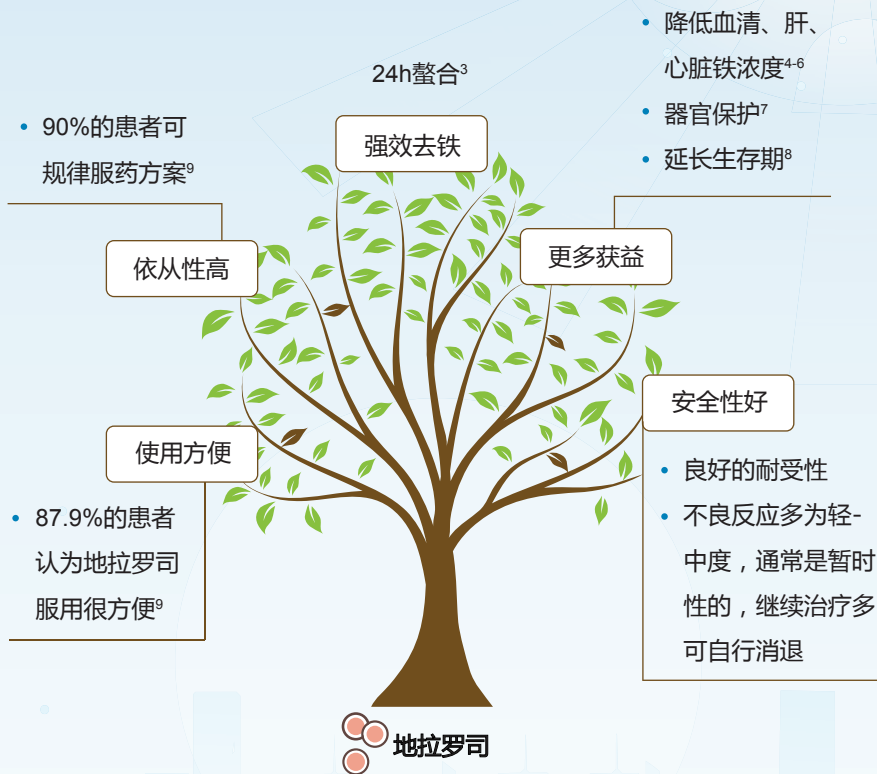 24h螯合³
强效去铁
• 降低血清、肝、
心脏铁浓度⁴⁻⁶
• 器官保护⁷
• 延长生存期⁸
更多获益
• 90%的患者可
规律服药方案⁹
依从性高
使用方便
• 87.9%的患者
认为地拉罗司
服用很方便⁹
安全性好
• 良好的耐受性
• 不良反应多为轻-
中度，通常是暂时
性的，继续治疗多
可自行消退
地拉罗司